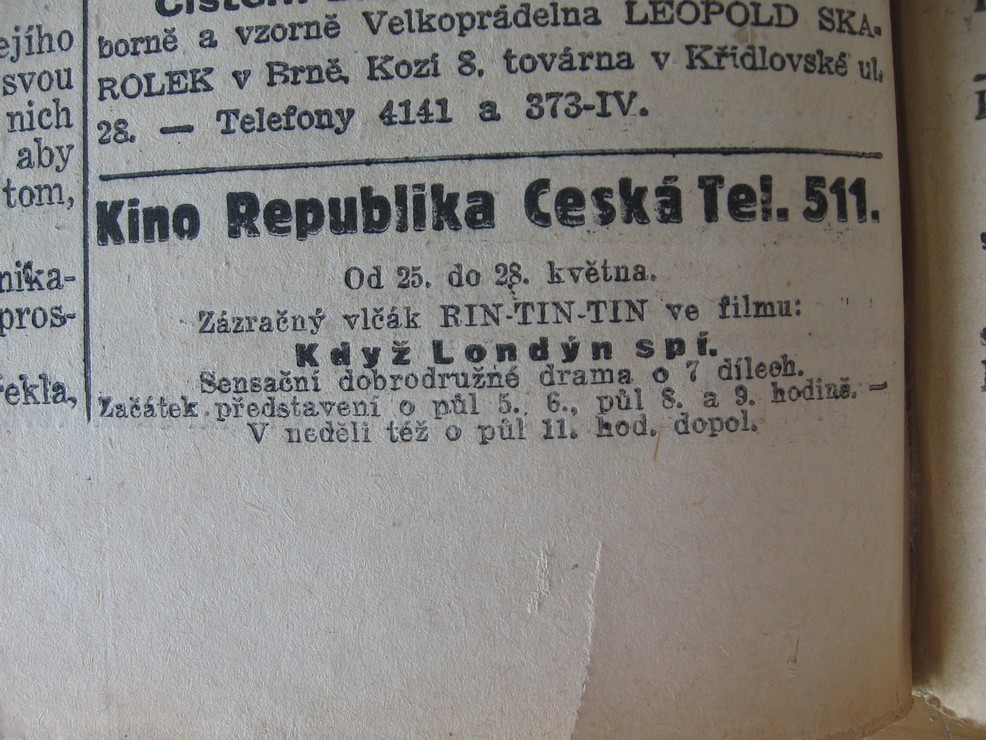 ejího
svou
nich
aby
tom,
nika-
pros-
ekla,
borně a vzorně Velkoprádelna LEOPOLD SKA-
ROLEK v Brně, Kozí 8, továrna v Křídlovské ul.
28. — Telefony 4141 a 373-IV.
Kino Republika Česká Tel. 511.
Od 25. do 28. května.
Zázračný vlčák RIN-TIN-TIN ve filmu:
Když Londýn spí.
Sensační dobrodružné drama o 7 dílech.
Začátek představení o půl 5., 6., půl 8. a 9. hodině. —
V neděli též o půl 11. hod. dopol.